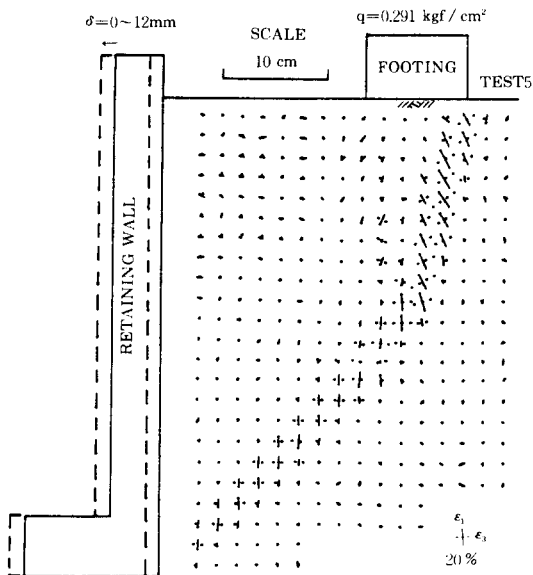 δ=0~12mm
SCALE
10 cm
q=0.291 kgf/cm²
FOOTING
TEST5
RETAINING WALL
ε₁
ε₃
20%